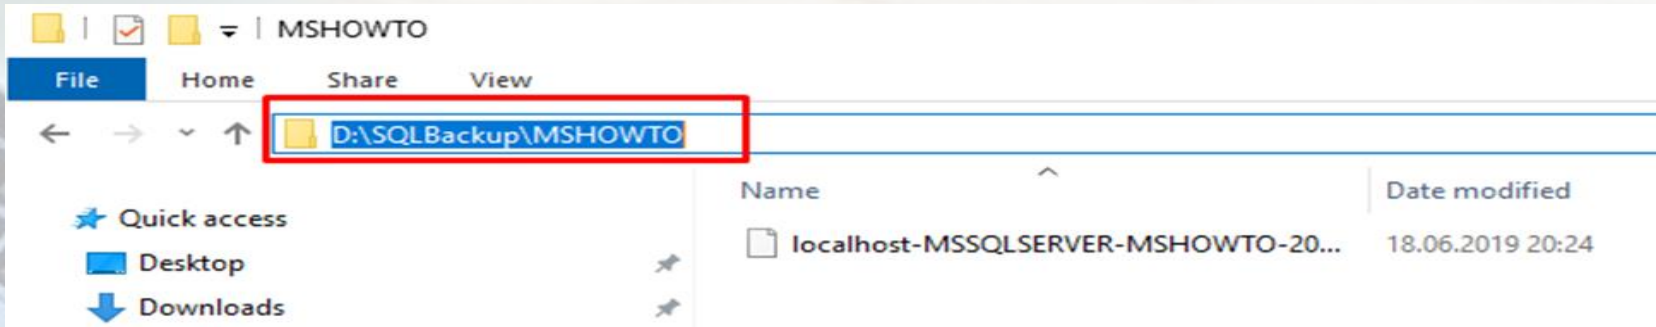 MSHOWTO
File Home Share View
D:\SQLBackup\MSHOWTO
Name Date modified
Quick access
localhost-MSSQLSERVER-MSHOWTO-20... 18.06.2019 20:24
Desktop
Downloads